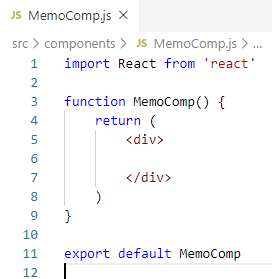 JS MemoComp.js ×
src > components > JS MemoComp.js > ...
1 import React from 'react'
2
3 function MemoComp() {
4 return (
5 <div>
6
7 </div>
8 )
9 }
10
11 export default MemoComp
12